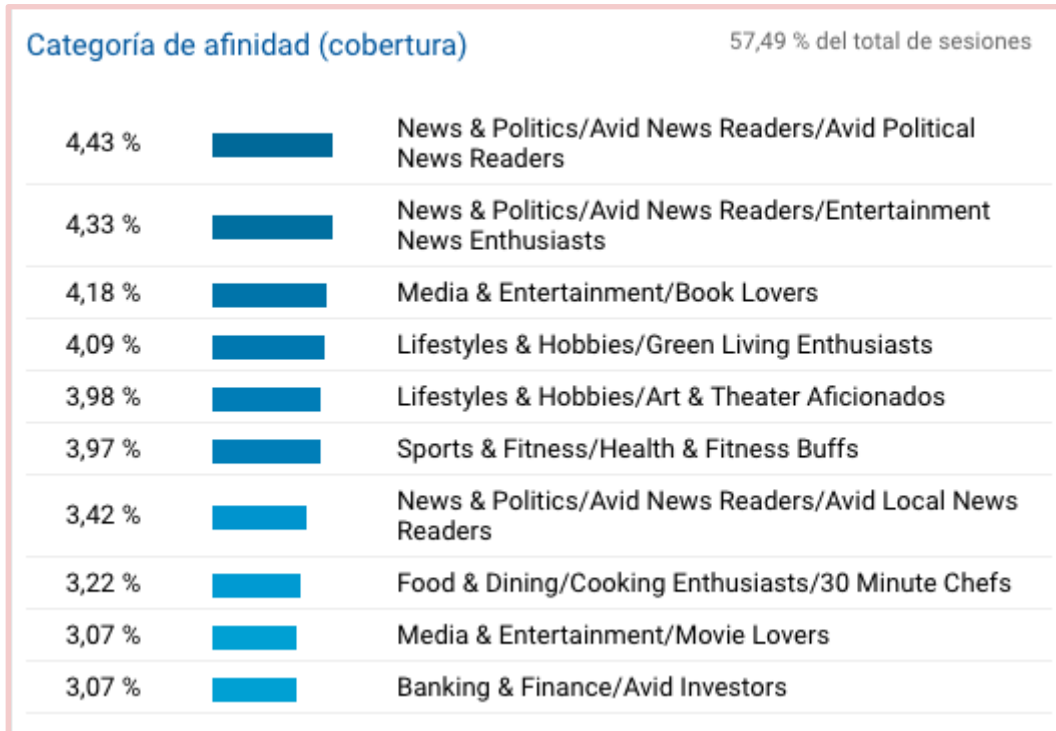 Categoría de afinidad (cobertura) 57,49 % del total de sesiones
4,43 % News & Politics/Avid News Readers/Avid Political
News Readers
4,33 % News & Politics/Avid News Readers/Entertainment
News Enthusiasts
4,18 % Media & Entertainment/Book Lovers
4,09 % Lifestyles & Hobbies/Green Living Enthusiasts
3,98 % Lifestyles & Hobbies/Art & Theater Aficionados
3,97 % Sports & Fitness/Health & Fitness Buffs
3,42 % News & Politics/Avid News Readers/Avid Local News
Readers
3,22 % Food & Dining/Cooking Enthusiasts/30 Minute Chefs
3,07 % Media & Entertainment/Movie Lovers
3,07 % Banking & Finance/Avid Investors